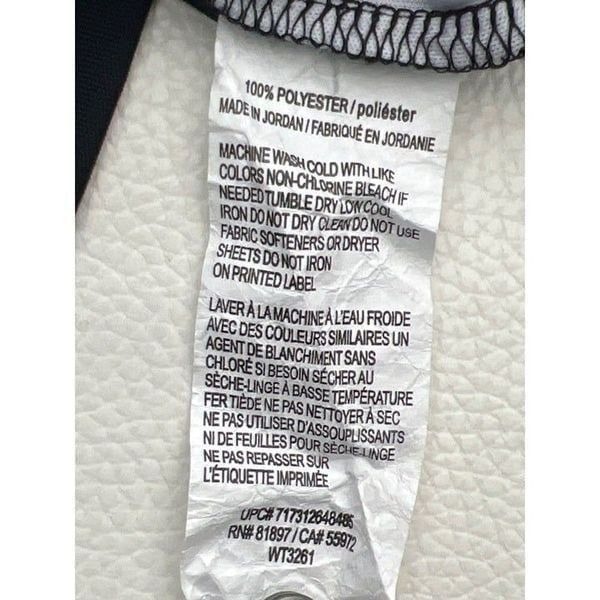 100% POLYESTER / poliéster
MADE IN JORDAN / FABRIQUÉ EN JORDANIE
MACHINE WASH COLD WITH LIKE
COLORS NON-CHLORINE BLEACH IF
NEEDED TUMBLE DRY LOW COOL
IRON DO NOT DRY CLEAN DO NOT USE
FABRIC SOFTENERS OR DRYER
SHEETS DO NOT IRON
ON PRINTED LABEL
LAVER À LA MACHINE À L'EAU FROIDE
AVEC DES COULEURS SIMILAIRES UN
AGENT DE BLANCHIMENT SANS
CHLORÉ SI BESOIN SÉCHER AU
SÈCHE-LINGE À BASSE TEMPÉRATURE
FER TIÈDE NE PAS NETTOYER À SEC
NE PAS UTILISER D'ASSOUPLISSANTS
NI DE FEUILLES POUR SÈCHE-LINGE
NE PAS REPASSER SUR
L'ÉTIQUETTE IMPRIMÉE
UPC# 717312648485
RN# 81897 / CA# 55972
WT3261